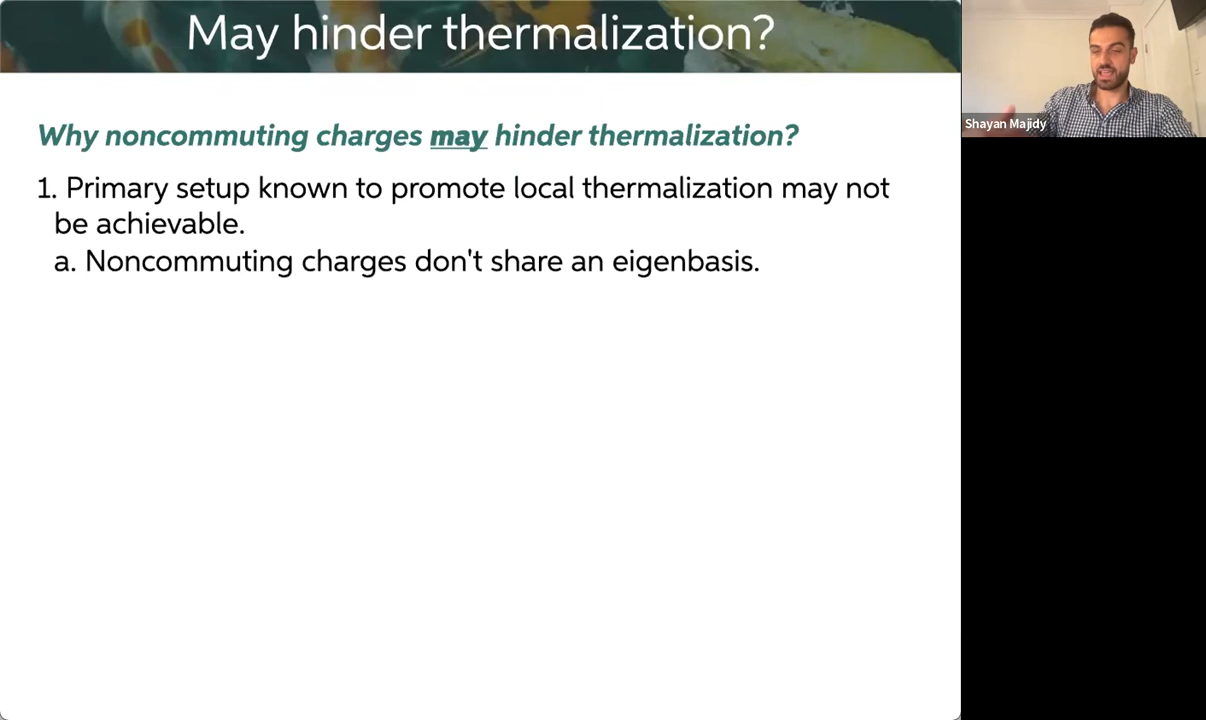 May hinder thermalization?
Shayan Majidy
Why noncommuting charges may hinder thermalization?
1. Primary setup known to promote local thermalization may not
be achievable.
a. Noncommuting charges don't share an eigenbasis.